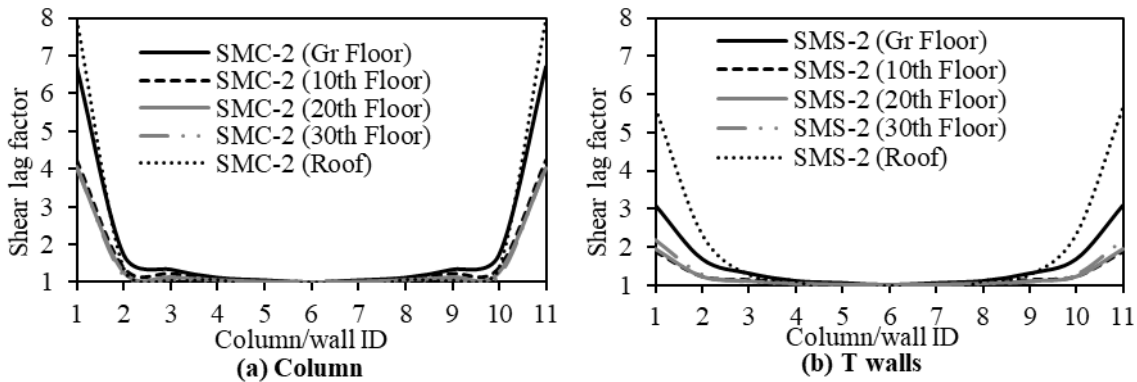 8
7
6
5
4
3
2
1
Shear lag factor
SMC-2 (Gr Floor)
SMC-2 (10th Floor)
SMC-2 (20th Floor)
SMC-2 (30th Floor)
SMC-2 (Roof)
1 2 3 4 5 6 7 8 9 10 11
Column/wall ID
(a) Column
8
7
6
5
4
3
2
1
Shear lag factor
SMS-2 (Gr Floor)
SMS-2 (10th Floor)
SMS-2 (20th Floor)
SMS-2 (30th Floor)
SMS-2 (Roof)
1 2 3 4 5 6 7 8 9 10 11
Column/wall ID
(b) T walls